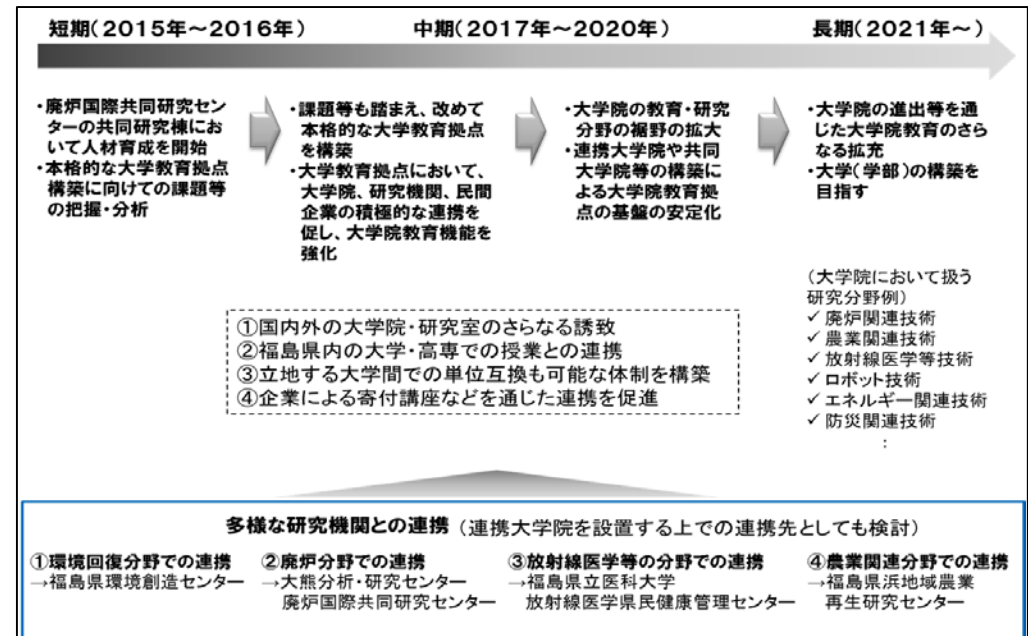 短期(2015年～2016年)
中期(2017年～2020年)
長期(2021年～)
・廃炉国際共同研究セン
ターの共同研究棟にお
いて人材育成を開始
・本格的な大学教育拠点
構築に向けての課題等
の把握・分析
・課題等も踏まえ、改めて
本格的な大学教育拠点
を構築
・大学教育拠点において、
大学院、研究機関、民間
企業の積極的な連携を
促し、大学院教育機能を
強化
・大学院の教育・研究
分野の裾野の拡大
・連携大学院や共同
大学院等の構築に
よる大学院教育拠
点の基盤の安定化
・大学院の進出等を通
じた大学院教育のさら
なる拡充
・大学(学部)の構築を
目指す
(大学院において扱う
研究分野例)
✓ 廃炉関連技術
✓ 農業関連技術
✓ 放射線医学等技術
✓ ロボット技術
✓ エネルギー関連技術
✓ 防災関連技術
:
①国内外の大学院・研究室のさらなる誘致
②福島県内の大学・高専での授業との連携
③立地する大学間での単位互換も可能な体制を構築
④企業による寄付講座などを通じた連携を促進
多様な研究機関との連携 (連携大学院を設置する上での連携先としても検討)
①環境回復分野での連携
→福島県環境創造センター
②廃炉分野での連携
→大熊分析・研究センター
廃炉国際共同研究センター
③放射線医学等の分野での連携
→福島県立医科大学
放射線医学県民健康管理センター
④農業関連分野での連携
→福島県浜地域農業
再生研究センター